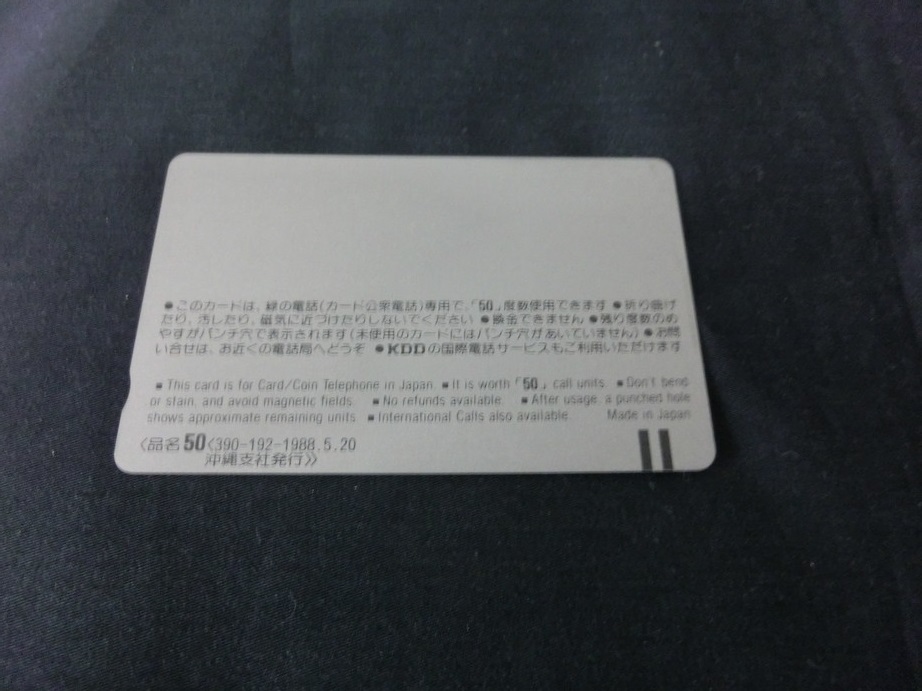 ●このカードは、緑の電話(カード公衆電話)専用で、「50」度数使用できます ●折り曲げ
たり、汚したり、磁気に近づけたりしないでください ●換金できません ●残り度数のめ
やすがパンチ穴で表示されます(未使用のカードにはパンチ穴があいていません) ●お問
い合せは、お近くの電話局へどうぞ ●KDDの国際電話サービスもご利用いただけます
■ This card is for Card/Coin Telephone in Japan. ■ It is worth「50」call units. ■ Don't bend
or stain, and avoid magnetic fields. ■ No refunds available. ■ After usage, a punched hole
shows approximate remaining units. ■ International Calls also available. Made in Japan
〈品名50〈390-192-1988.5.20
沖縄支社発行〉〉